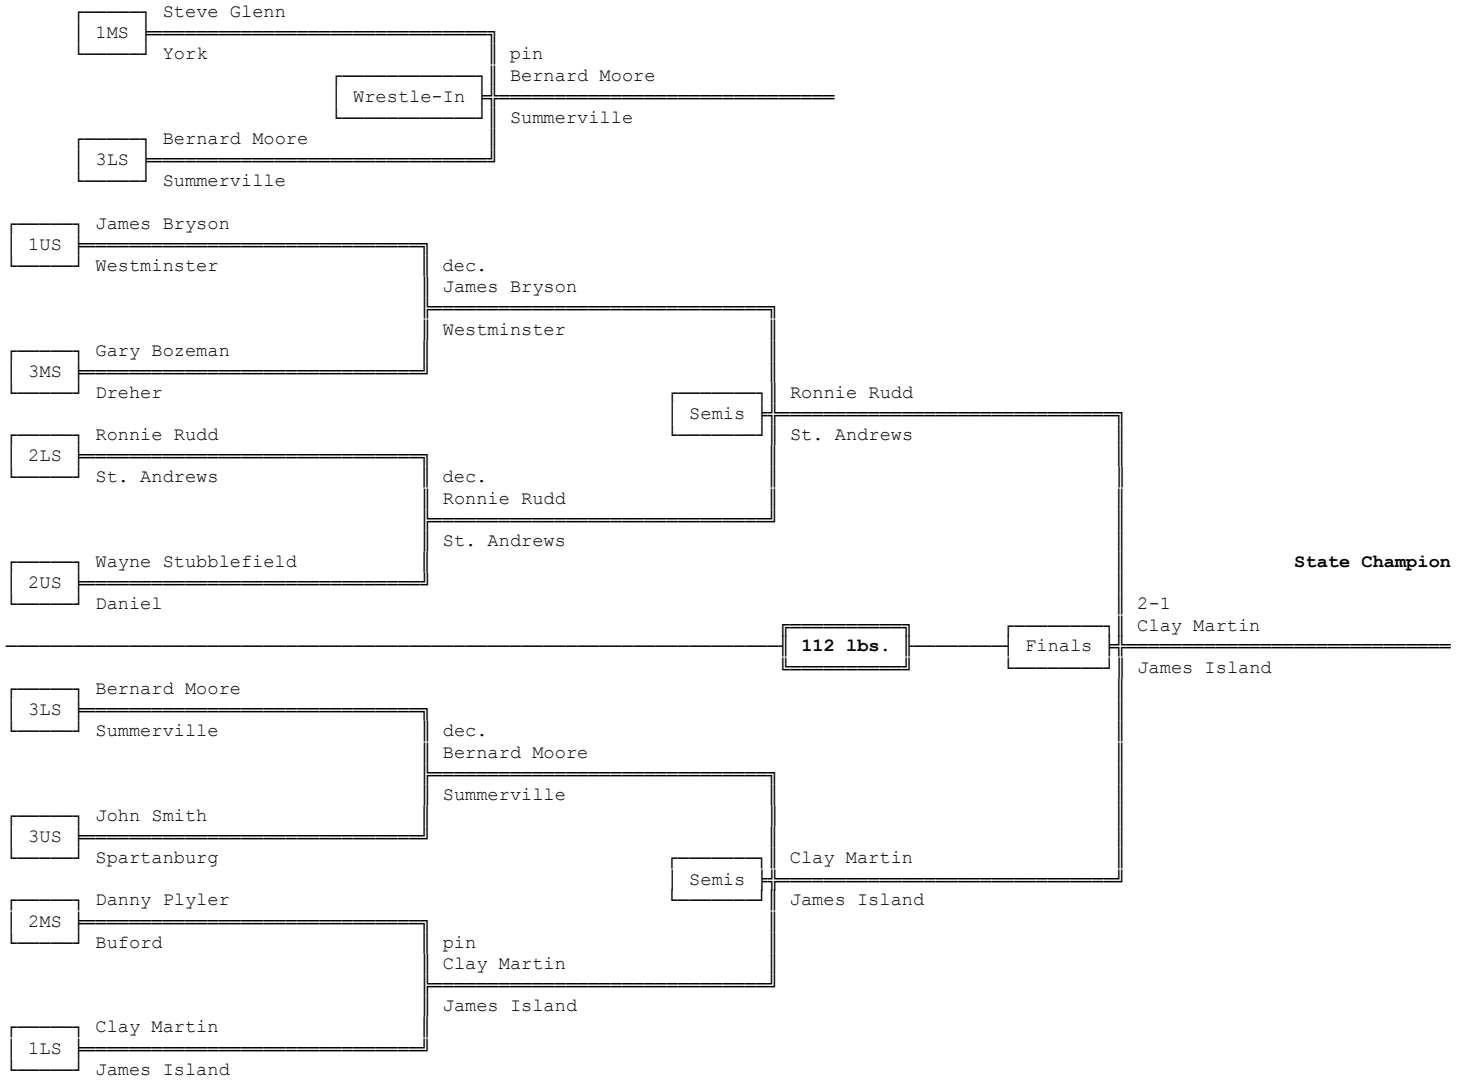 Steve Glenn
1MS
York
pin
Bernard Moore
Wrestle-In
Summerville
Bernard Moore
3LS
Summerville
James Bryson
1US
Westminster
dec.
James Bryson
Westminster
Gary Bozeman
3MS
Dreher
Ronnie Rudd
Semis
St. Andrews
Ronnie Rudd
2LS
St. Andrews
dec.
Ronnie Rudd
St. Andrews
Wayne Stubblefield
2US
Daniel
State Champion
2-1
Clay Martin
112 lbs.
Finals
James Island
Bernard Moore
3LS
Summerville
dec.
Bernard Moore
Summerville
John Smith
3US
Spartanburg
Clay Martin
Semis
James Island
Danny Plyler
2MS
Buford
pin
Clay Martin
James Island
Clay Martin
1LS
James Island